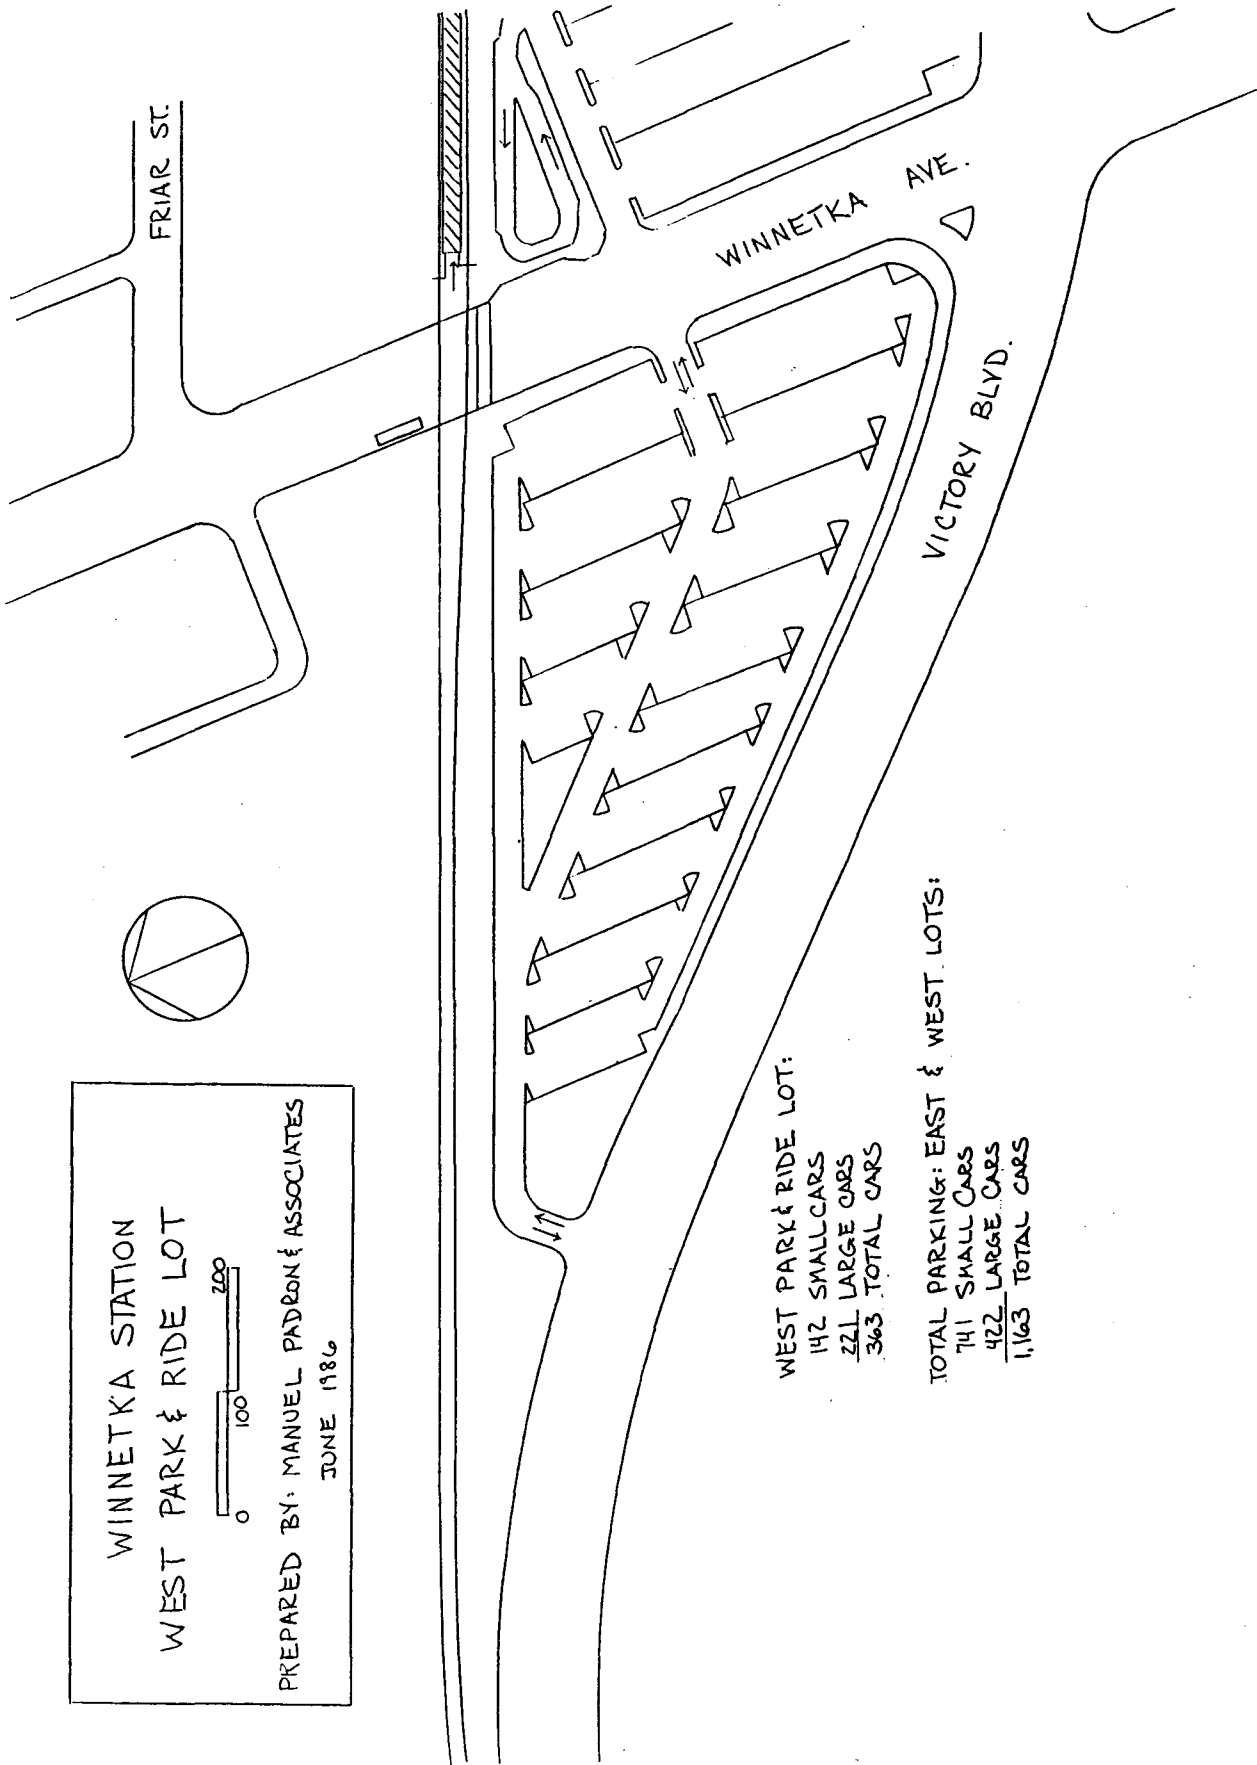 WINNETKA STATION
WEST PARK & RIDE LOT
0 100 200
PREPARED BY: MANUEL PADRON & ASSOCIATES
JUNE 1986
FRIAR ST.
WINNETKA AVE.
VICTORY BLVD.
WEST PARK & RIDE LOT:
142 SMALL CARS
221 LARGE CARS
363 TOTAL CARS
TOTAL PARKING: EAST & WEST LOTS:
741 SMALL CARS
422 LARGE CARS
1,163 TOTAL CARS